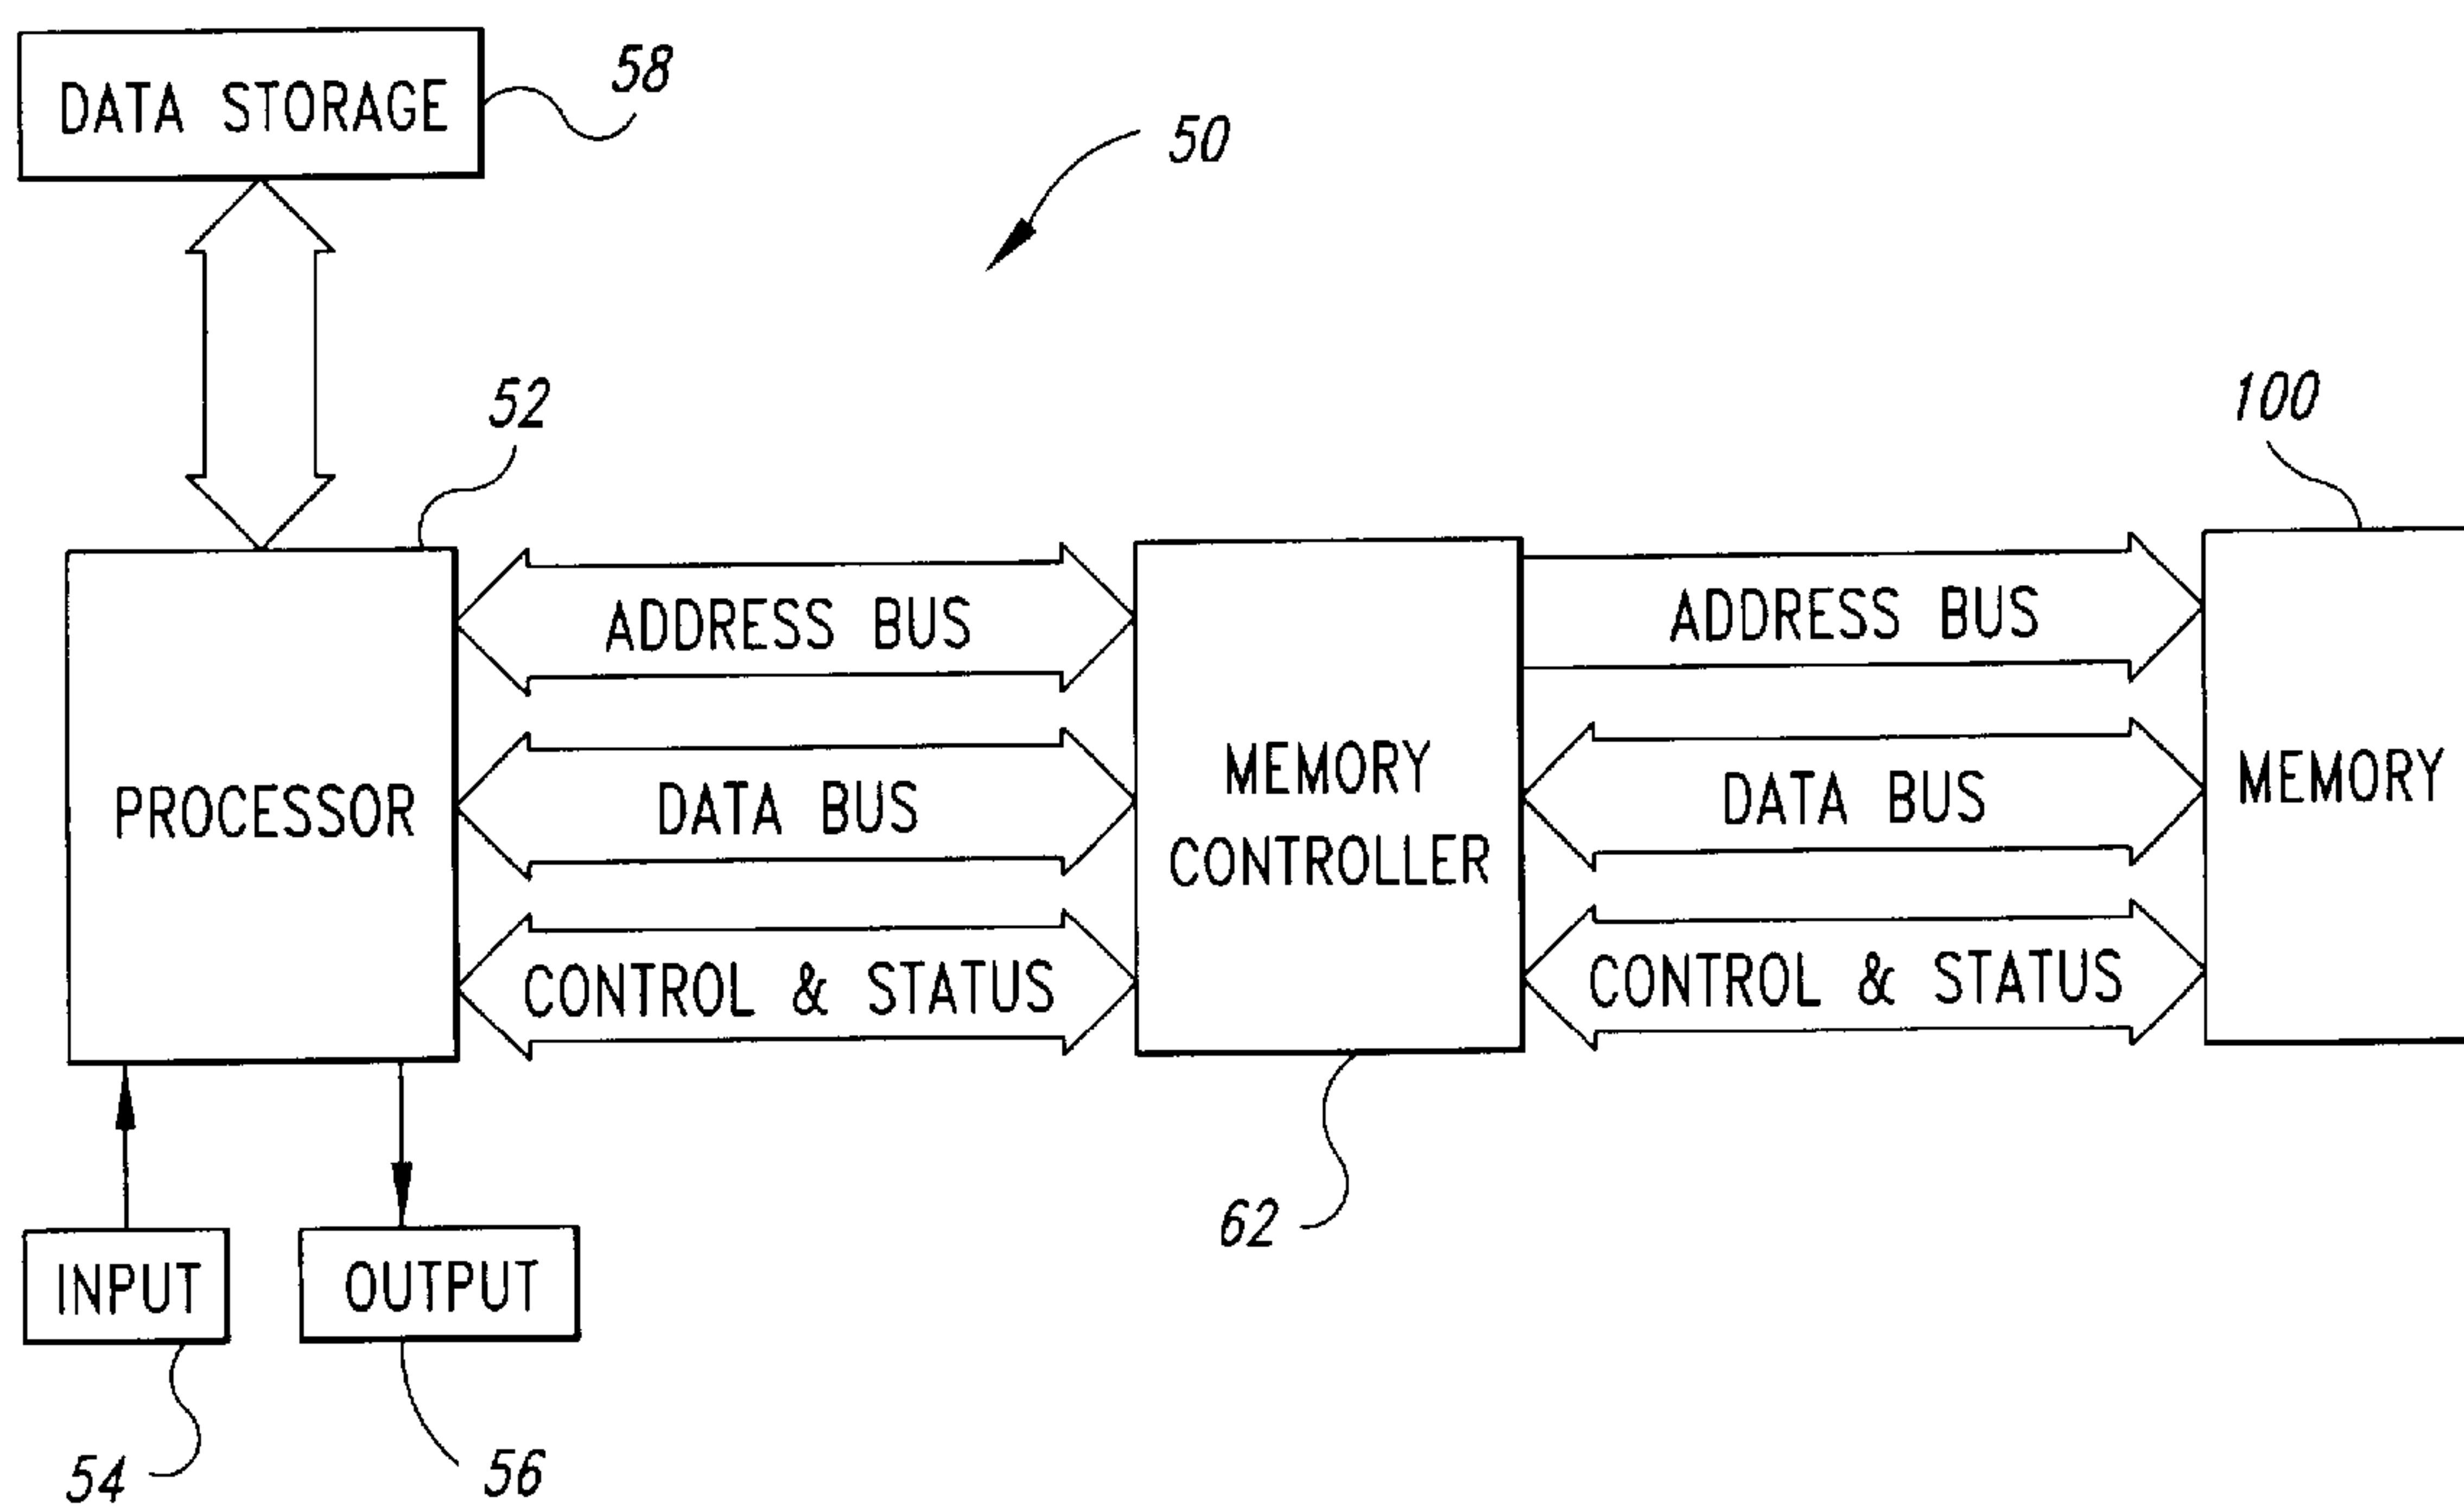 DATA STORAGE
58
50
52
100
ADDRESS BUS
ADDRESS BUS
PROCESSOR
DATA BUS
MEMORY
CONTROLLER
DATA BUS
MEMORY
CONTROL & STATUS
CONTROL & STATUS
62
INPUT
OUTPUT
54
56